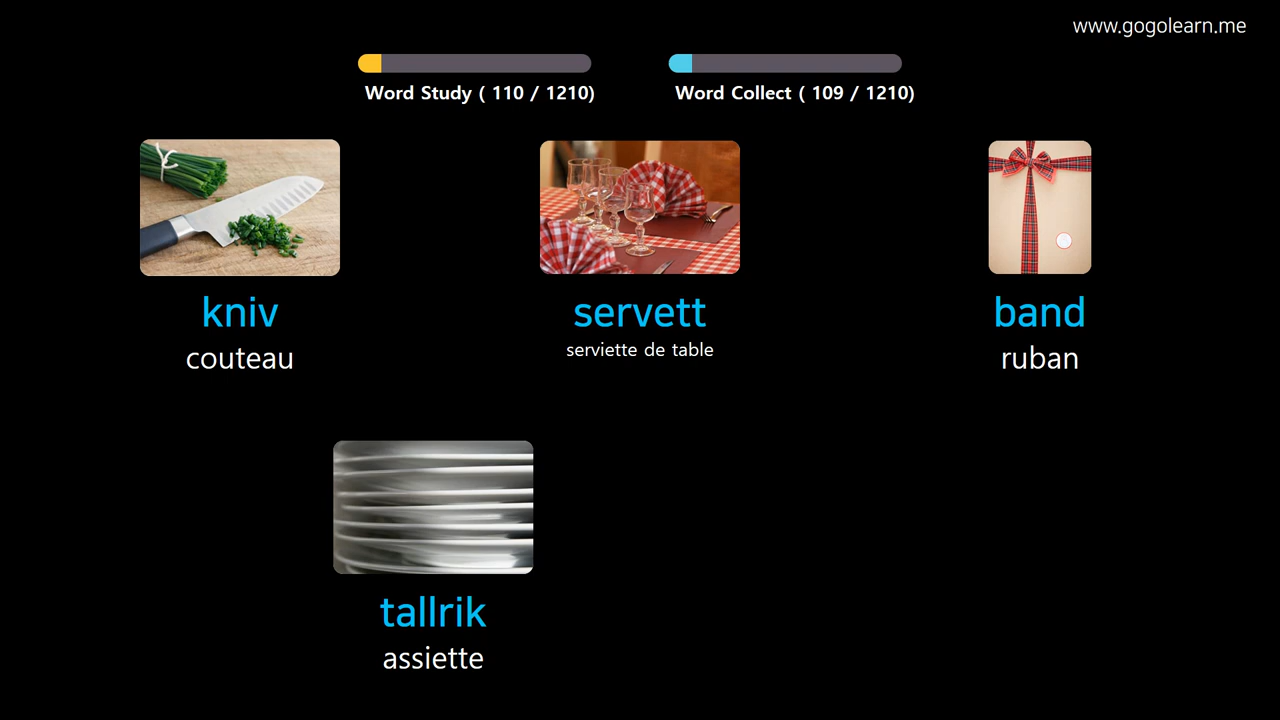 www.gogolearn.me
Word Study ( 110 / 1210)
Word Collect ( 109 / 1210)
kniv
couteau
servett
serviette de table
band
ruban
tallrik
assiette